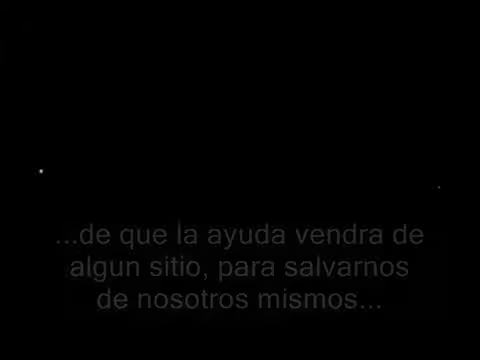 ...de que la ayuda vendra de
algun sitio, para salvarnos
de nosotros mismos...